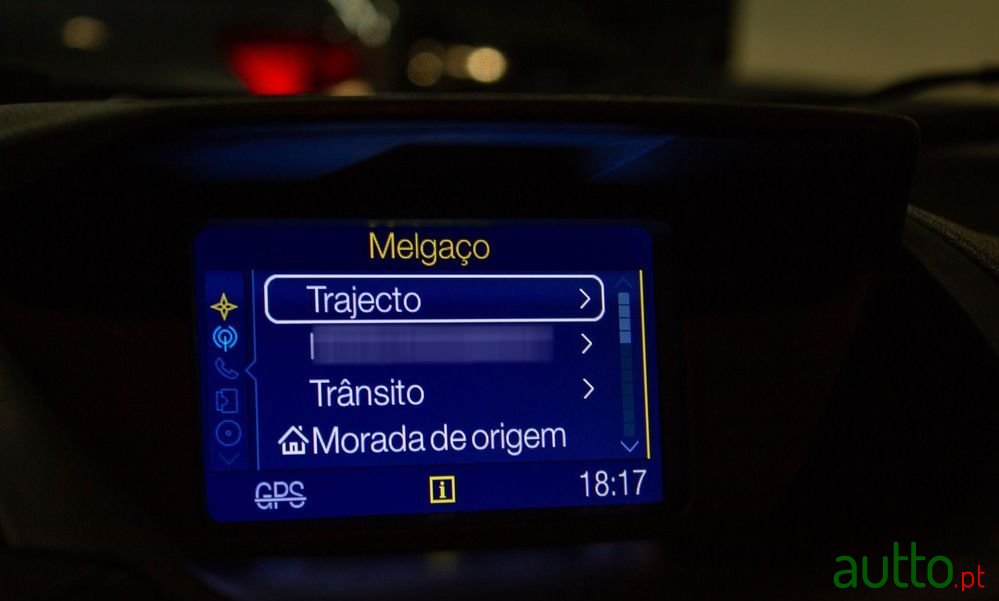 Melgaço
Trajecto
Trânsito
Morada de origem
GPS
i
18:17
autto.pt